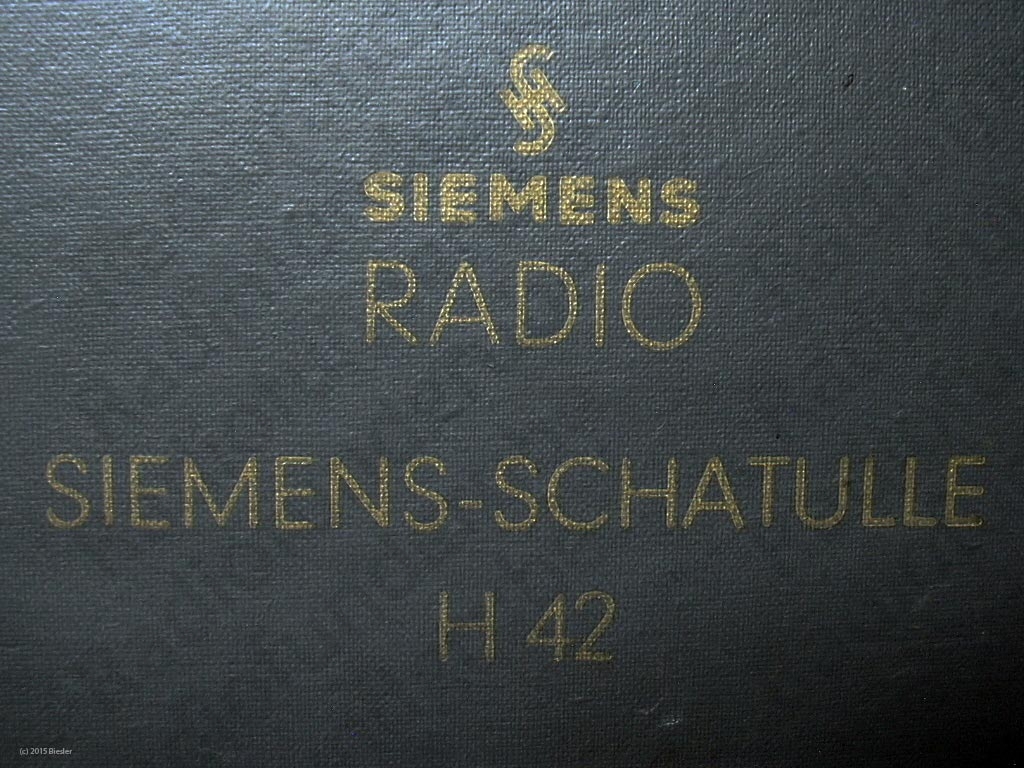 SIEMENS
RADIO
SIEMENS-SCHATULLE
H 42
(c) 2015 Biesler